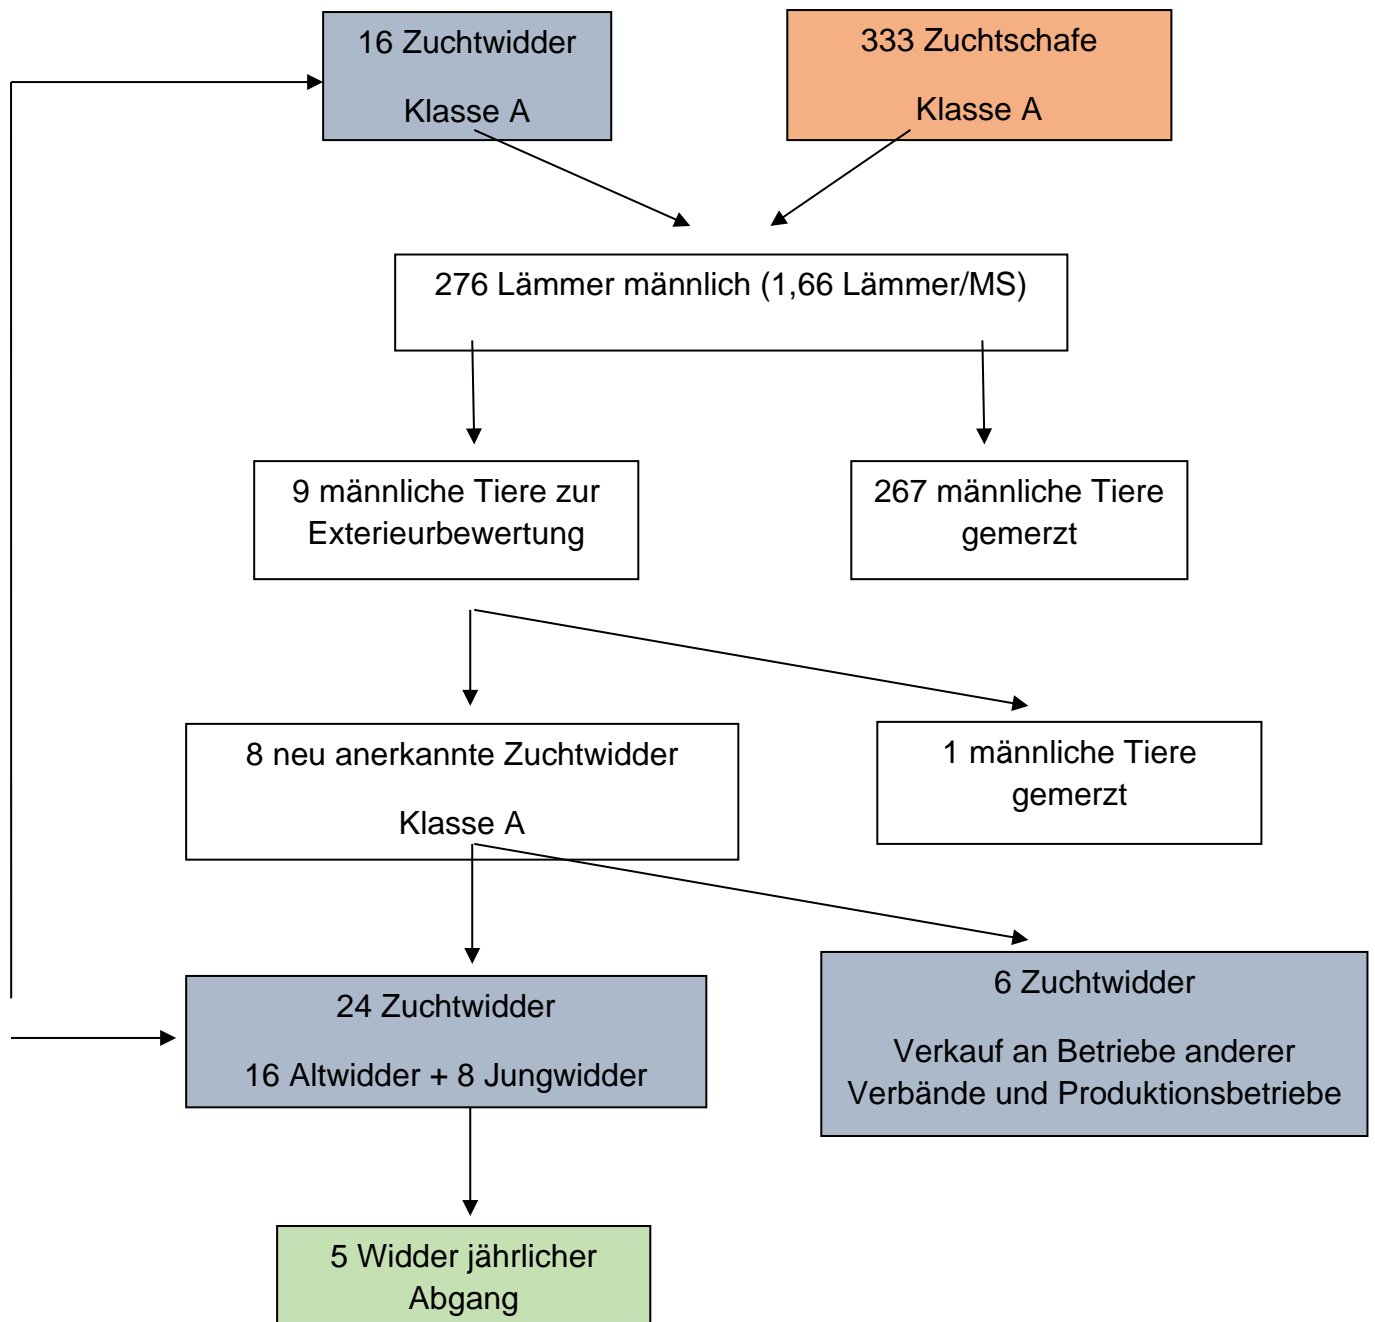 16 Zuchtwidder
Klasse A
333 Zuchtschafe
Klasse A
276 Lämmer männlich (1,66 Lämmer/MS)
9 männliche Tiere zur
Exterieurbewertung
267 männliche Tiere
gemerzt
8 neu anerkannte Zuchtwidder
Klasse A
1 männliche Tiere
gemerzt
24 Zuchtwidder
16 Altwidder + 8 Jungwidder
6 Zuchtwidder
Verkauf an Betriebe anderer
Verbände und Produktionsbetriebe
5 Widder jährlicher
Abgang